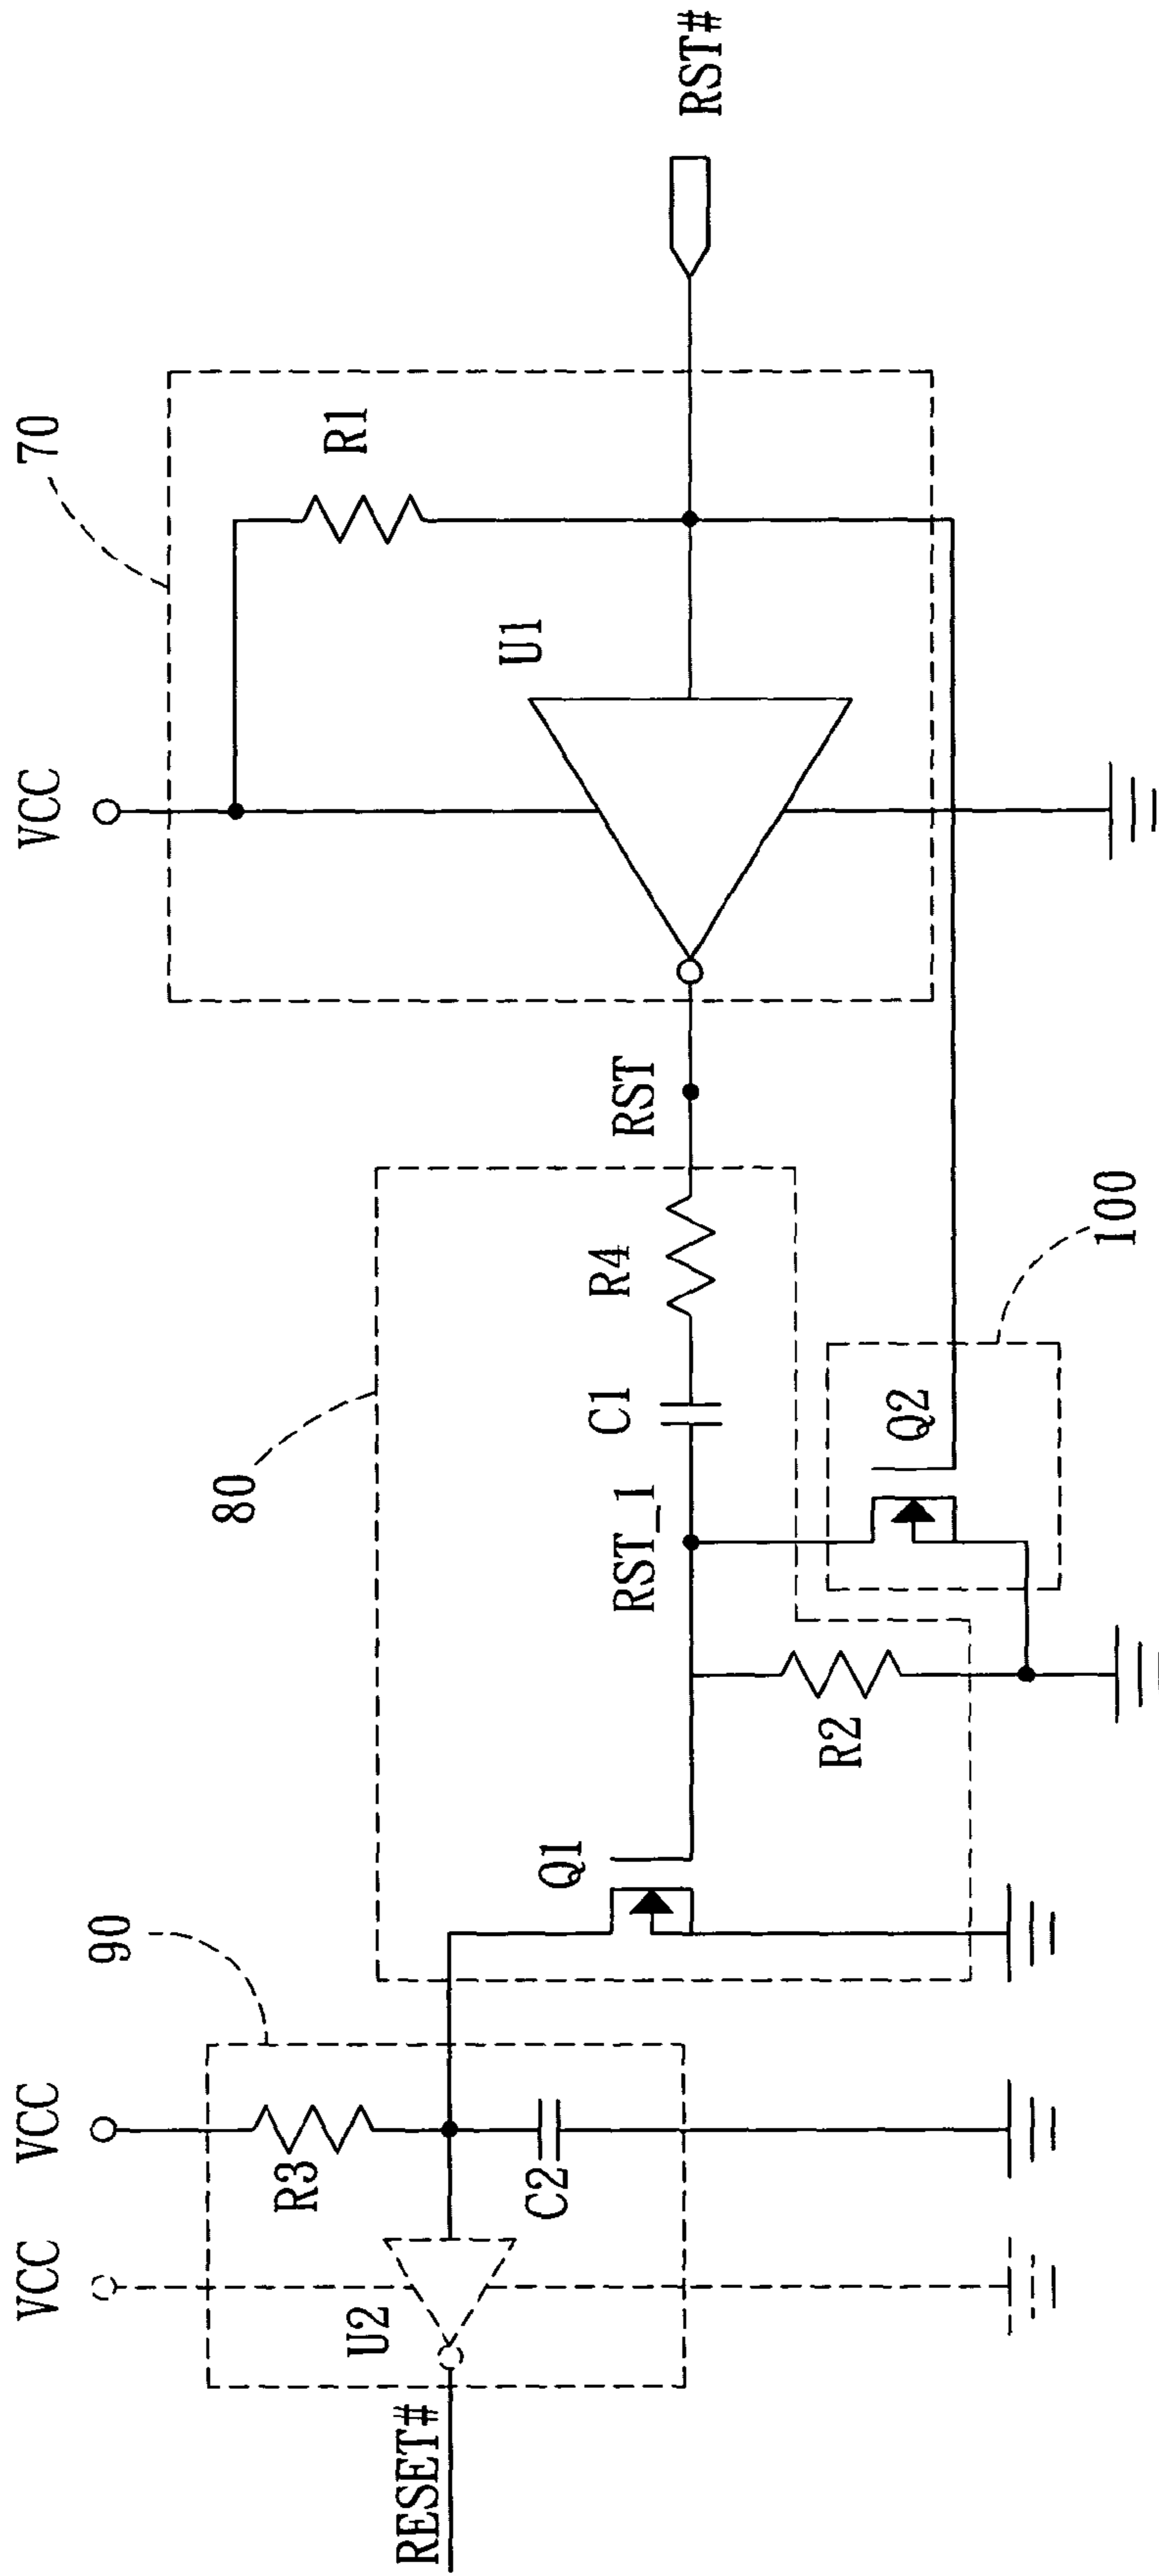 RST#
70
R1
U1
VCC
RST
R4
80
C1
100
Q2
RST_1
R2
Q1
90
VCC
R3
C2
VCC
U2
RESET#